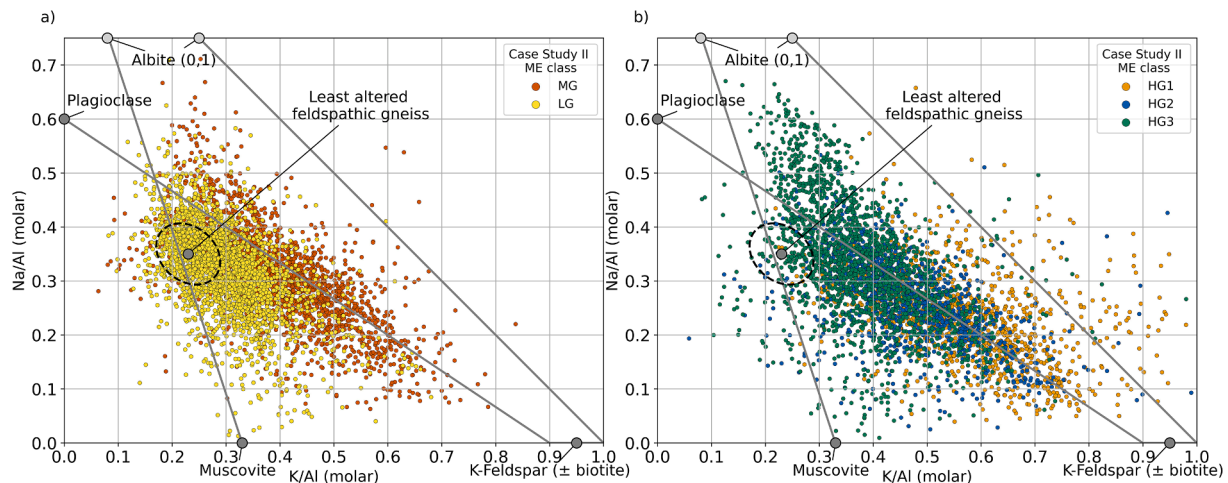 a)
Albite (0,1)
Plagioclase
Least altered
feldspathic gneiss
Case Study II
ME class
MG
LG
Na/Al (molar)
0.7
0.6
0.5
0.4
0.3
0.2
0.1
0.0
0.0 0.1 0.2 0.3 0.4 0.5 0.6 0.7 0.8 0.9 1.0
Muscovite
K/Al (molar)
K-Feldspar (± biotite)
b)
Albite (0,1)
Plagioclase
Least altered
feldspathic gneiss
Case Study II
ME class
HG1
HG2
HG3
Na/Al (molar)
0.7
0.6
0.5
0.4
0.3
0.2
0.1
0.0
0.0 0.1 0.2 0.3 0.4 0.5 0.6 0.7 0.8 0.9 1.0
Muscovite
K/Al (molar)
K-Feldspar (± biotite)